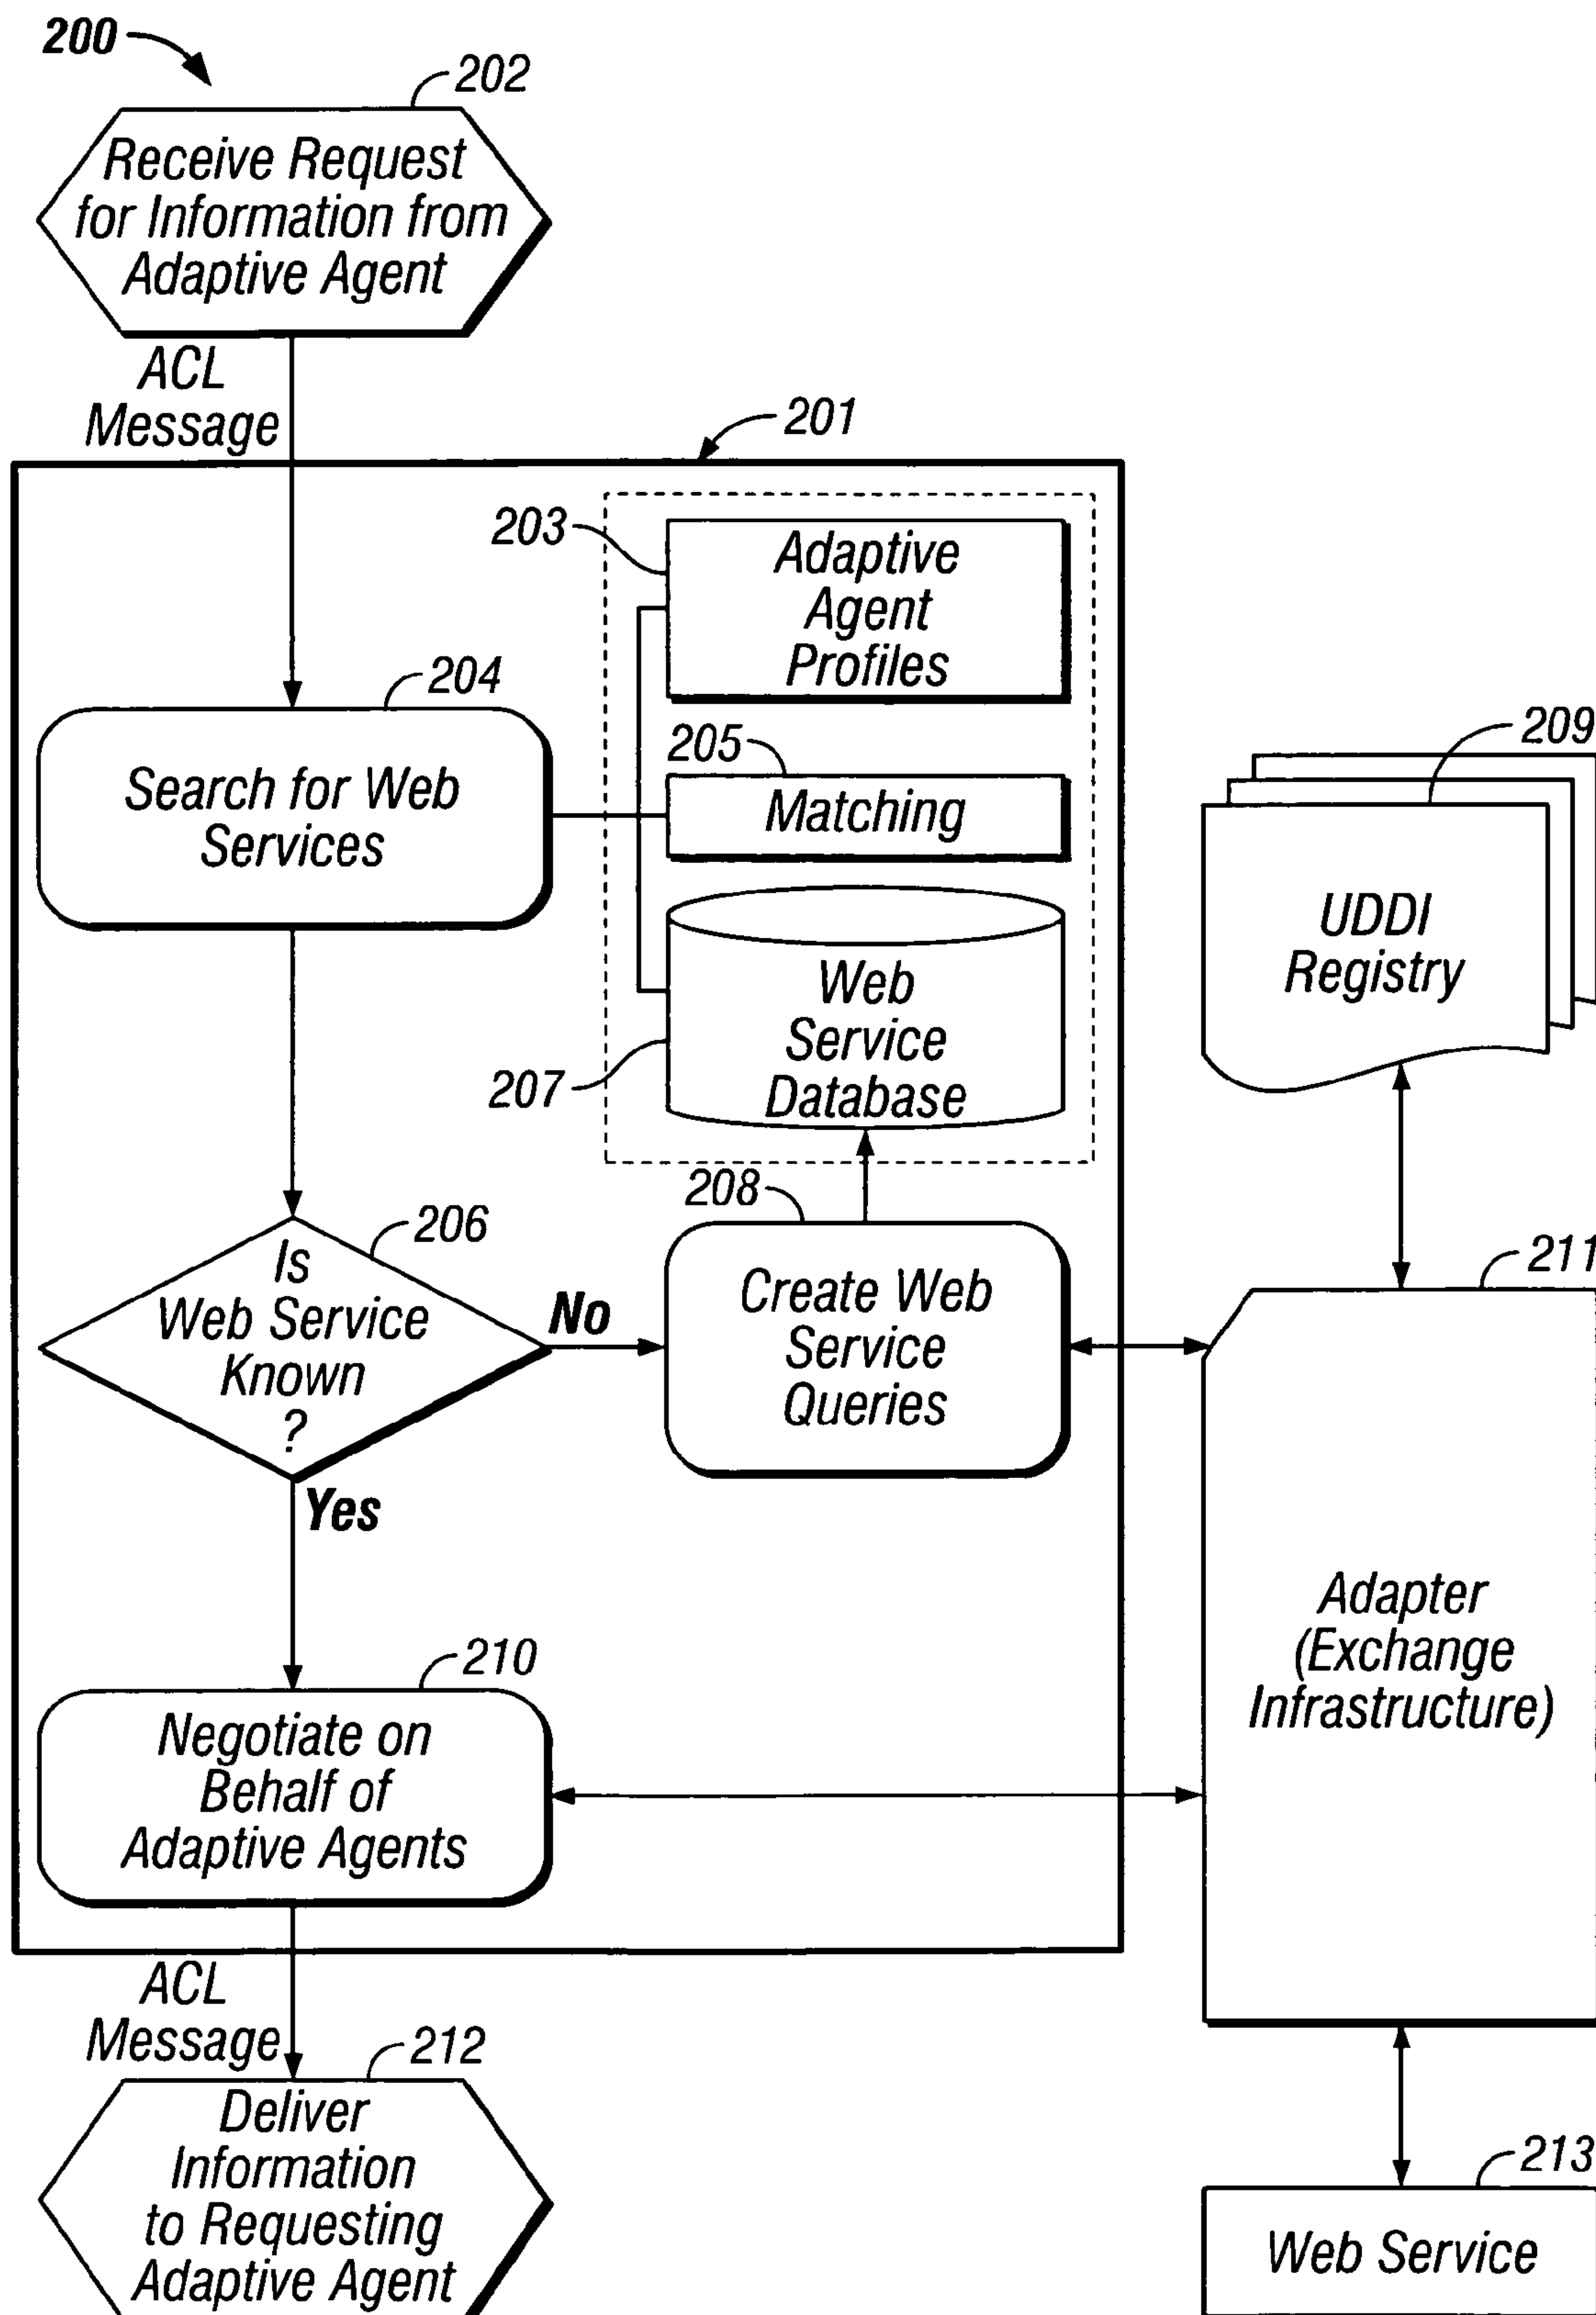 200
202
Receive Request
for Information from
Adaptive Agent
ACL
Message
201
203
Adaptive
Agent
Profiles
204
Search for Web
Services
205
Matching
207
Web
Service
Database
209
UDDI
Registry
206
Is
Web Service
Known
?
No
Yes
208
Create Web
Service
Queries
211
Adapter
(Exchange
Infrastructure)
210
Negotiate on
Behalf of
Adaptive Agents
ACL
Message
212
Deliver
Information
to Requesting
Adaptive Agent
213
Web Service